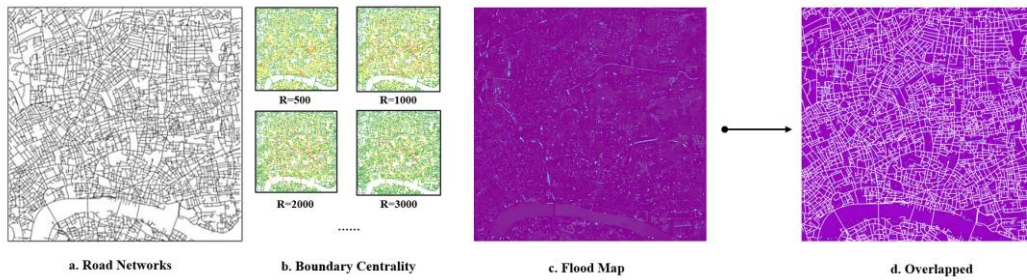 R=500
R=1000
R=2000
R=3000
......
a. Road Networks
b. Boundary Centrality
c. Flood Map
d. Overlapped